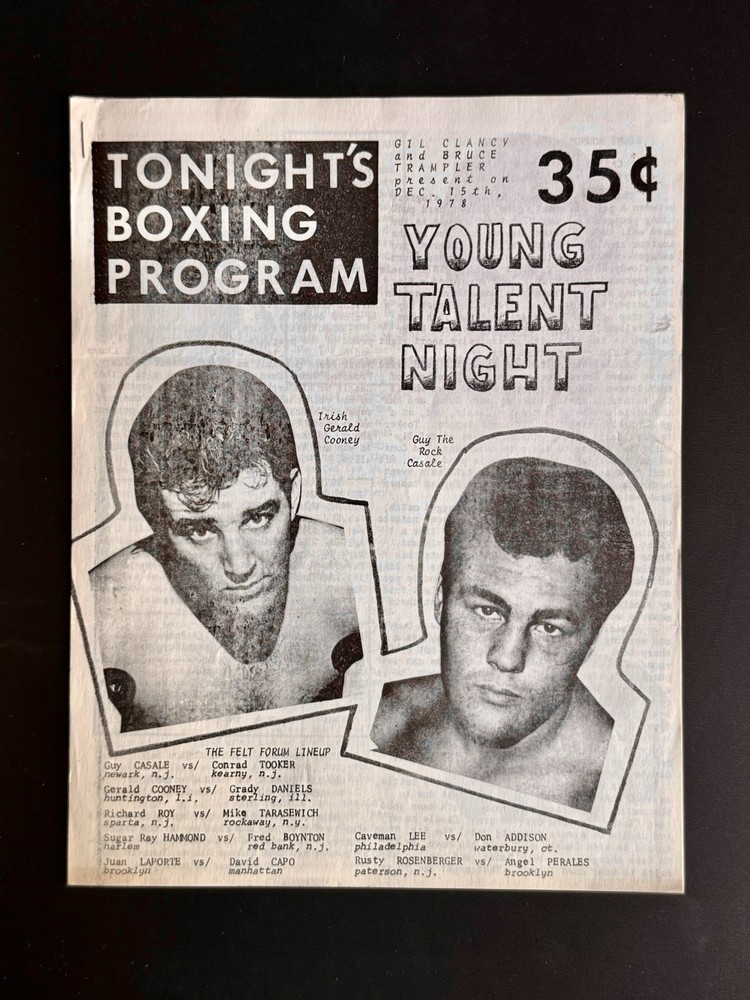 TONIGHT'S
BOXING
PROGRAM
GIL CLANCY
and BRUCE
TRAMPLER
present on
DEC. 15th,
1978
35¢
YOUNG
TALENT
NIGHT
Irish
Gerald
Cooney
Guy The
Rock
Casale
THE FELT FORUM LINEUP
Guy CASALE vs/ Conrad TOOKER
newark, n.j. kearny, n.j.
Gerald COONEY vs/ Grady DANIELS
huntington, l.i. sterling, ill.
Richard ROY vs/ Mike TARASEWICH
sparta, n.j. rockaway, n.y.
Sugar Ray HAMMOND vs/ Fred BOYNTON
harlem red bank, n.j.
Juan LAPORTE vs/ David CAPO
brooklyn manhattan
Caveman LEE vs/ Don ADDISON
philadelphia waterbury, ct.
Rusty ROSENBERGER vs/ Angel PERALES
paterson, n.j. brooklyn